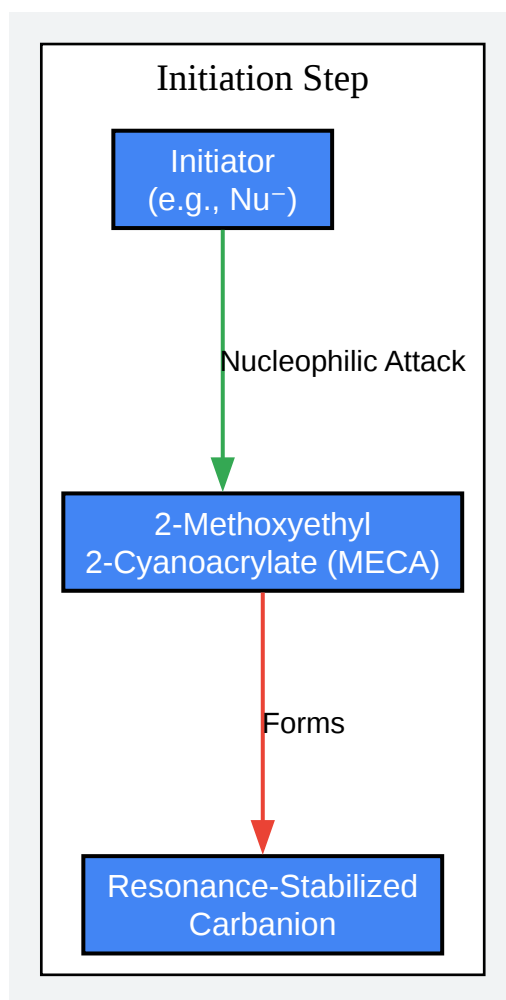 Initiation Step
Initiator
(e.g., Nu⁻)
Nucleophilic Attack
2-Methoxyethyl
2-Cyanoacrylate (MECA)
Forms
Resonance-Stabilized
Carbanion